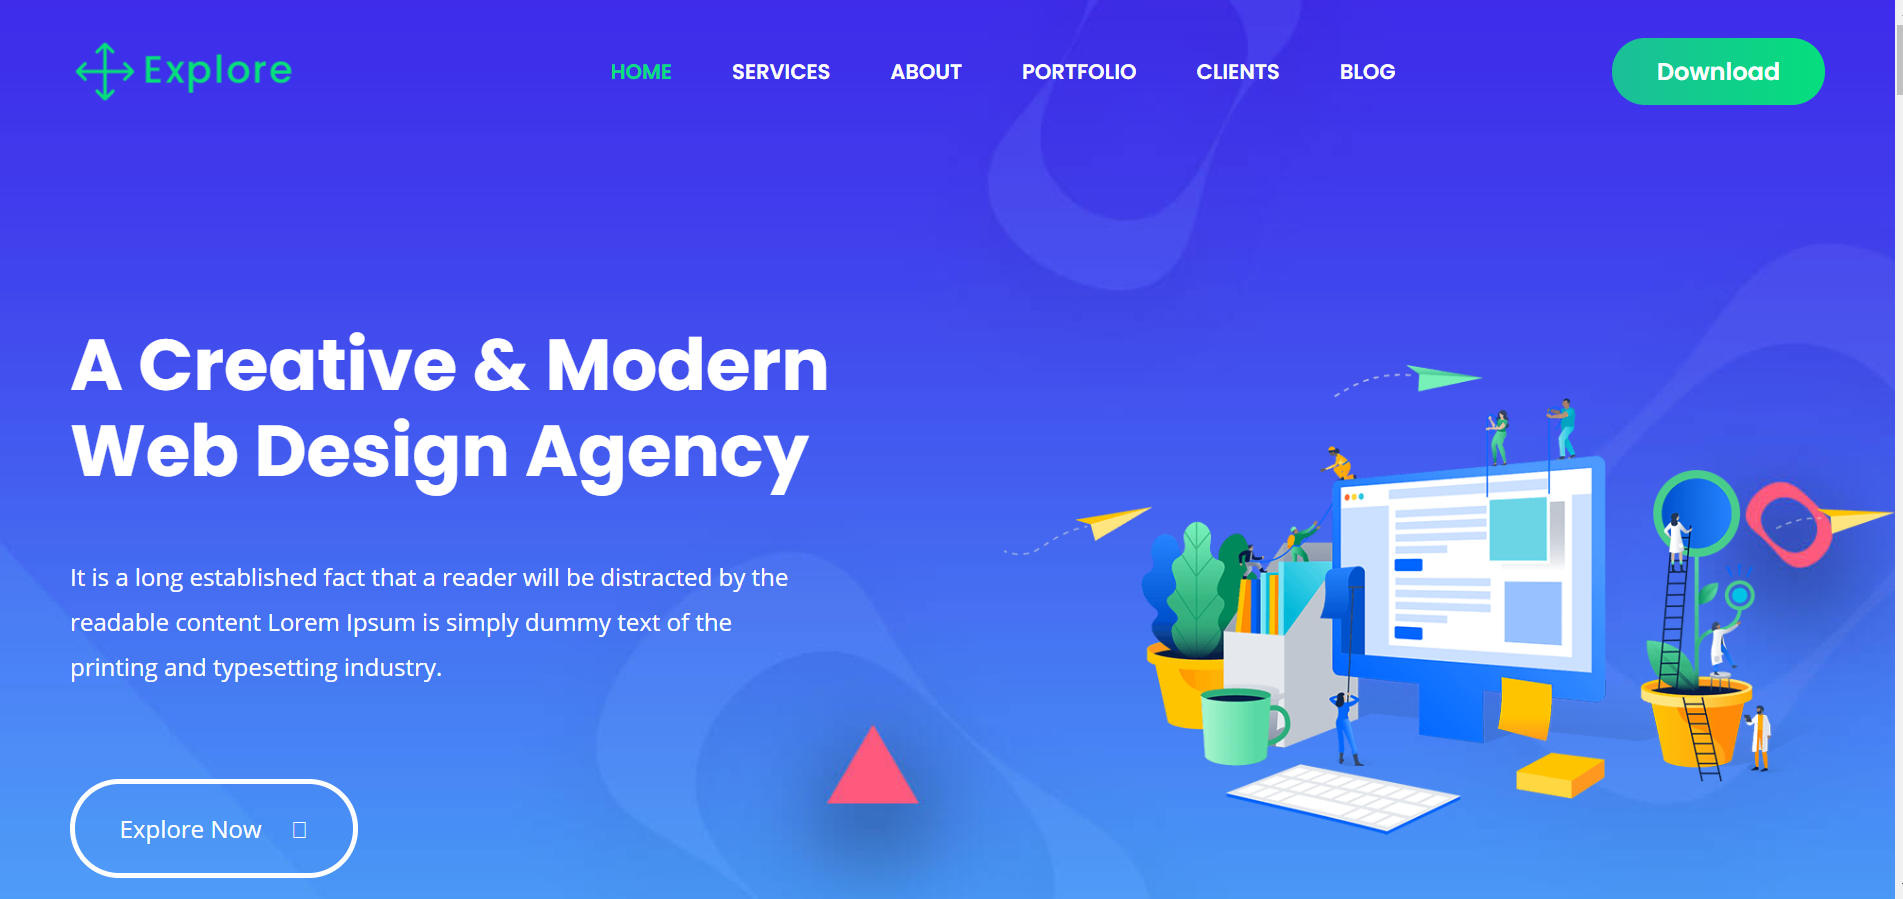 Explore
HOME SERVICES ABOUT PORTFOLIO CLIENTS BLOG
Download
A Creative & Modern
Web Design Agency
It is a long established fact that a reader will be distracted by the
readable content Lorem Ipsum is simply dummy text of the
printing and typesetting industry.
Explore Now